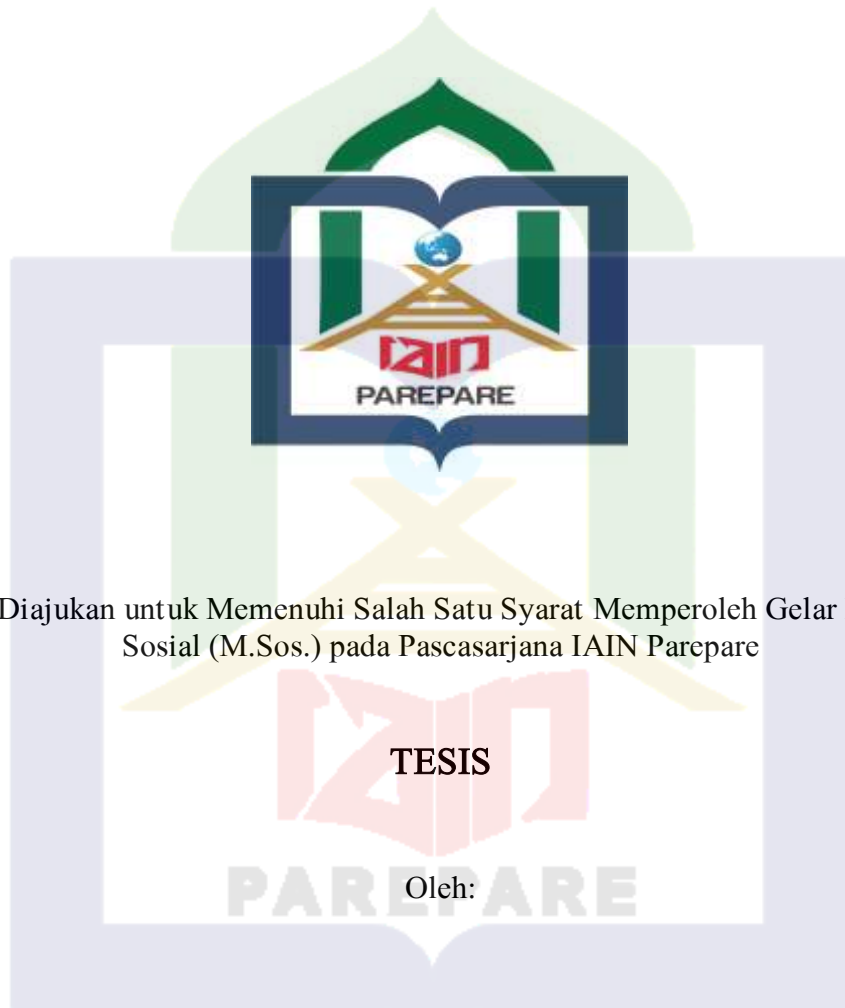 iain
PAREPARE
Diajukan untuk Memenuhi Salah Satu Syarat Memperoleh Gelar
Sosial (M.Sos.) pada Pascasarjana IAIN Parepare
TESIS
iain
PAREPARE
Oleh: